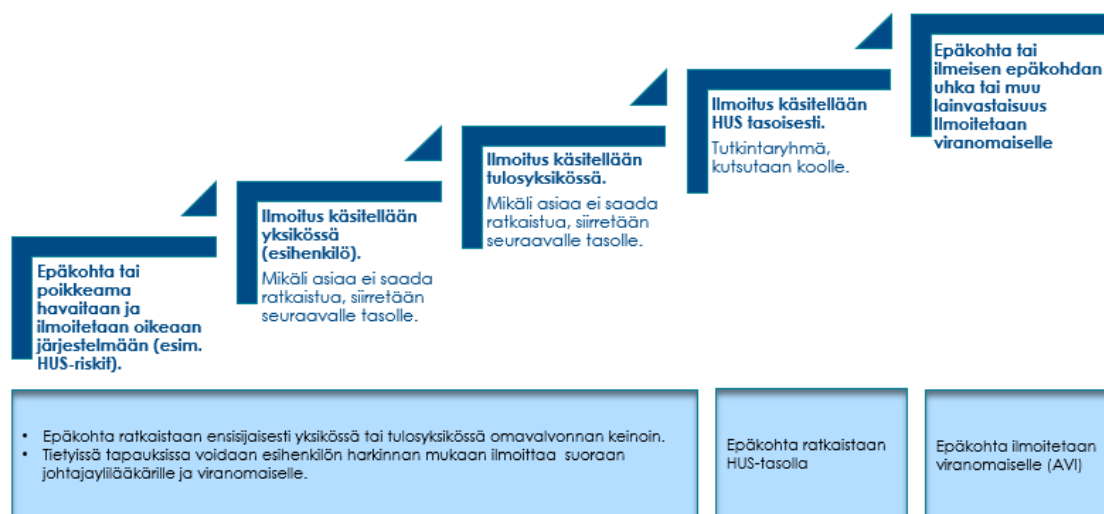 Epäkohta tai
poikkeama
havaitaan ja
ilmoitetaan oikeaan
järjestelmään (esim.
HUS-riskit).
Ilmoitus käsitellään
yksikössä
(esihenkilö).
Mikäli asiaa ei saada
ratkaistua, siirretään
seuraavalle tasolle.
Ilmoitus käsitellään
tulosyksikössä.
Mikäli asiaa ei saada
ratkaistua, siirretään
seuraavalle tasolle.
Ilmoitus käsitellään
HUS tasoisesti.
Tutkintaryhmä,
kutsutaan koolle.
Epäkohta tai
ilmeisen epäkohdan
uhka tai muu
lainvastaisuus
Ilmoitetaan
viranomaiselle
• Epäkohta ratkaistaan ensisijaisesti yksikössä tai tulosyksikössä omavalvonnan keinoin.
• Tietyissä tapauksissa voidaan esihenkilön harkinnan mukaan ilmoittaa suoraan
johtajaylilääkärille ja viranomaiselle.
Epäkohta ratkaistaan
HUS-tasolla
Epäkohta ilmoitetaan
viranomaiselle (AVI)